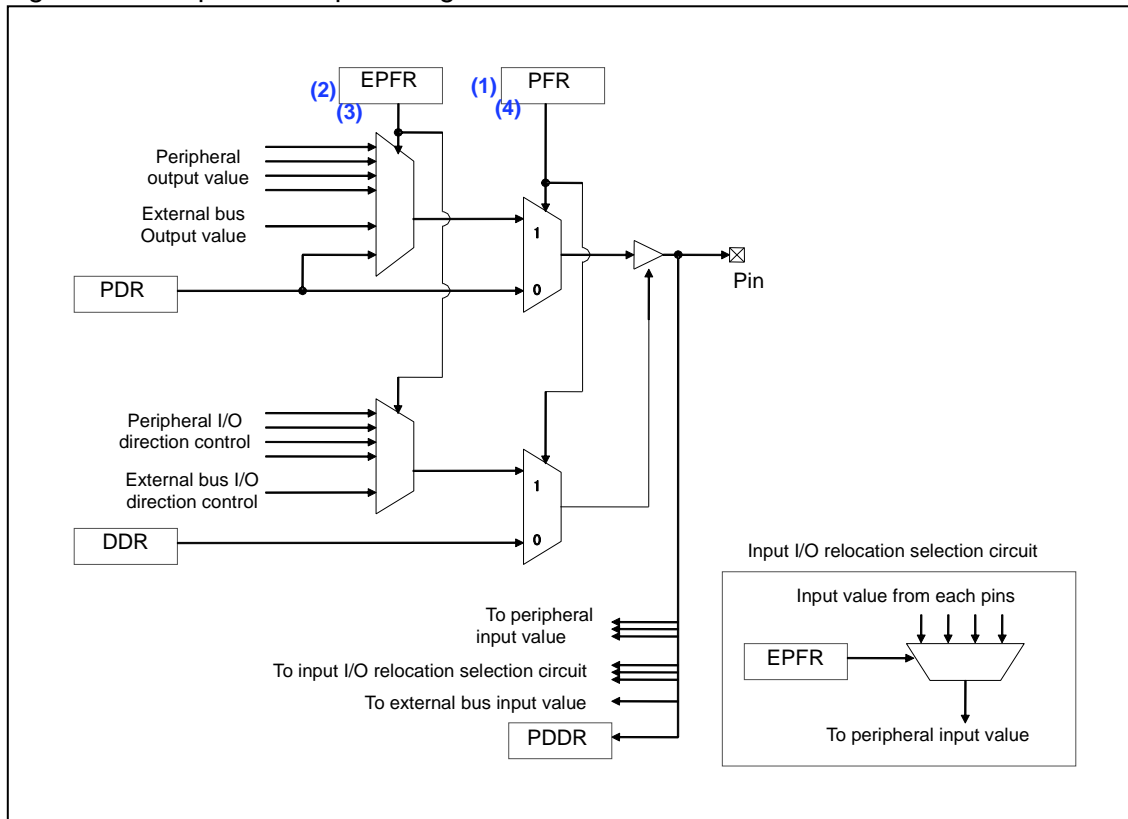 EPFR
(2)
(3)
PFR
(1)
(4)
Peripheral
output value
External bus
Output value
1
0
PDR
Pin
Peripheral I/O
direction control
External bus I/O
direction control
1
0
DDR
Input I/O relocation selection circuit
Input value from each pins
EPFR
To peripheral input value
To peripheral
input value
To input I/O relocation selection circuit
To external bus input value
PDDR